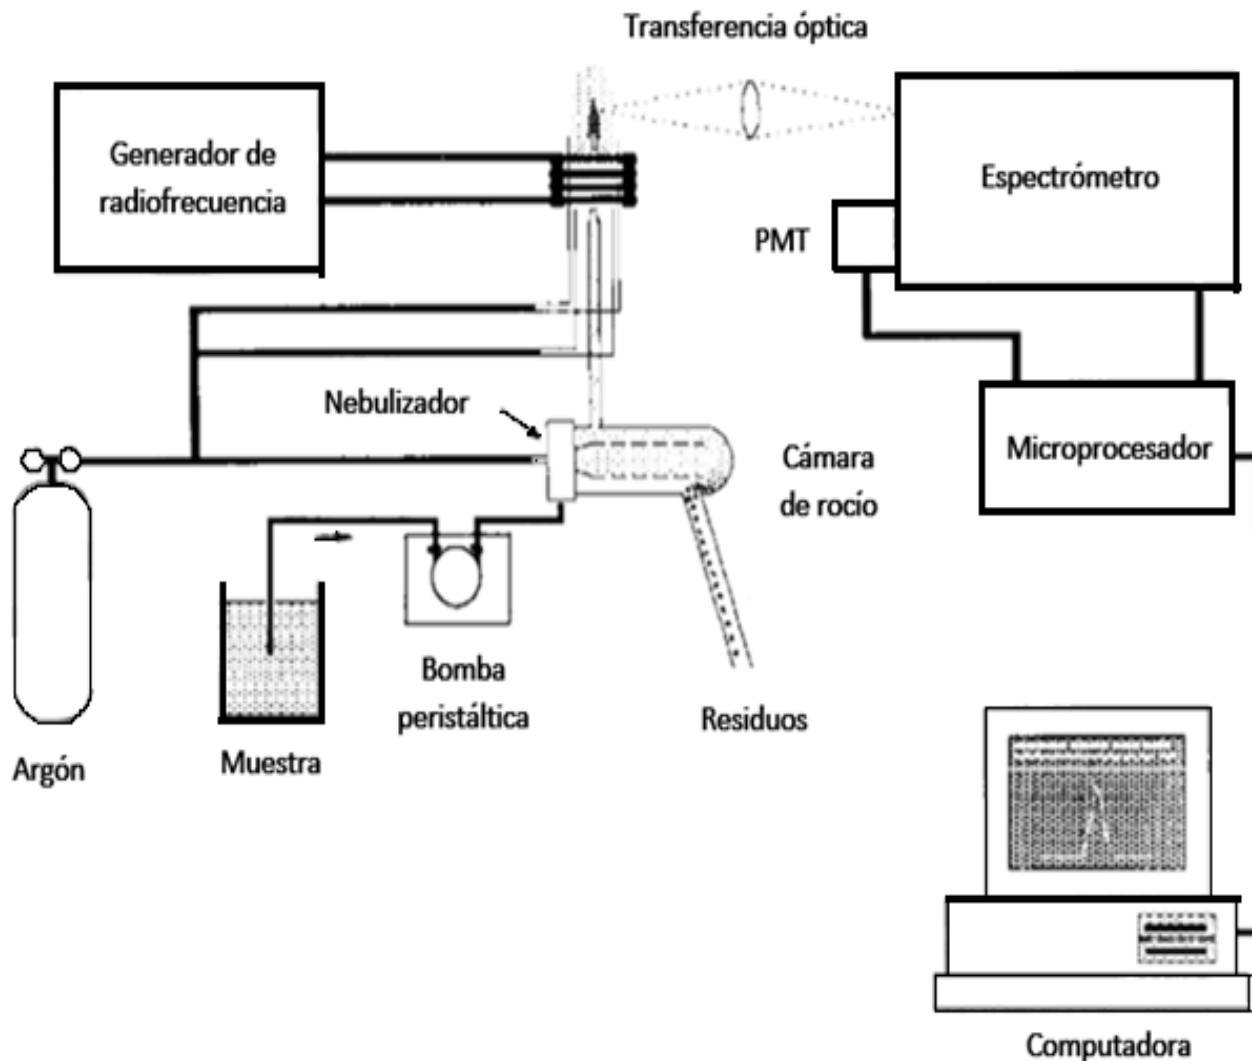 Transferencia óptica
Generador de
radiofrecuencia
Espectrómetro
PMT
Nebulizador
Microprocesador
Cámara
de rocío
Bomba
peristáltica
Residuos
Muestra
Argón
Computadora